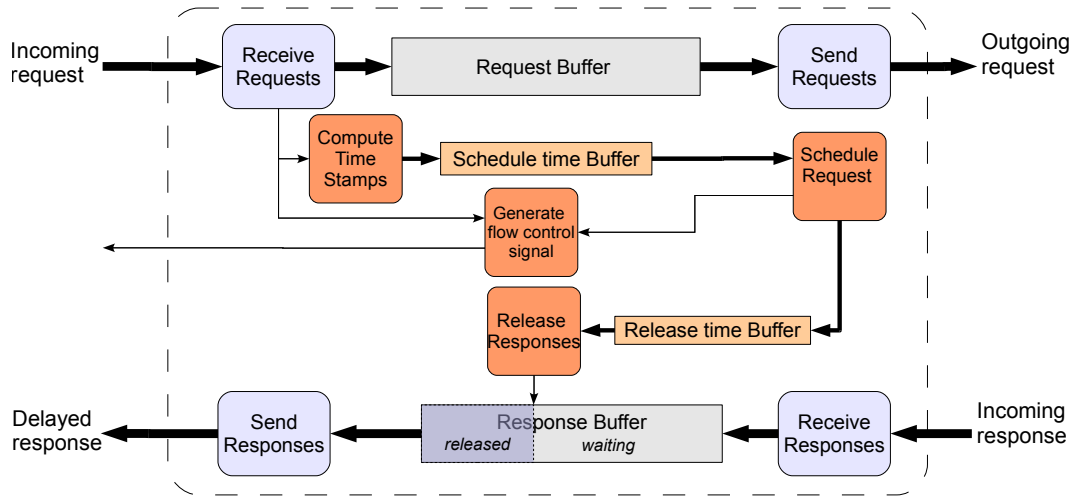 Incoming
request
Receive
Requests
Request Buffer
Send
Requests
Outgoing
request
Compute
Time
Stamps
Schedule time Buffer
Schedule
Request
Generate
flow control
signal
Release
Responses
Release time Buffer
Delayed
response
Send
Responses
Response Buffer
released
waiting
Receive
Responses
Incoming
response